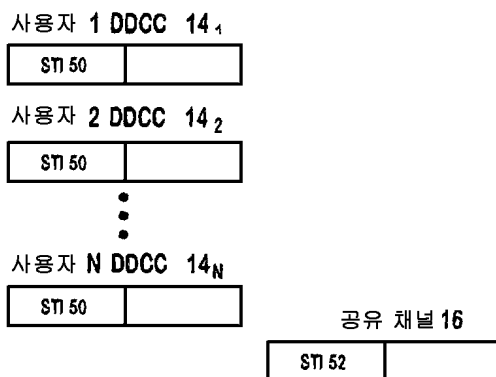 사용자 1 DDCC 14₁
STI 50
사용자 2 DDCC 14₂
STI 50
사용자 N DDCC 14ɴ
STI 50
공유 채널 16
STI 52